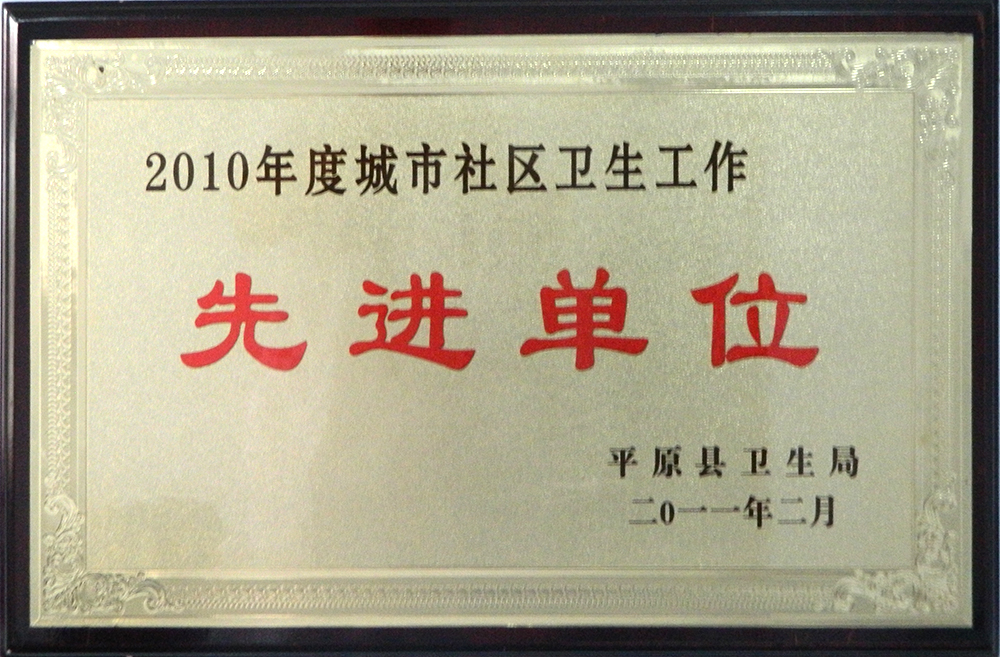 2010年度城市社区卫生工作
先进单位
平原县卫生局
二0一一年二月